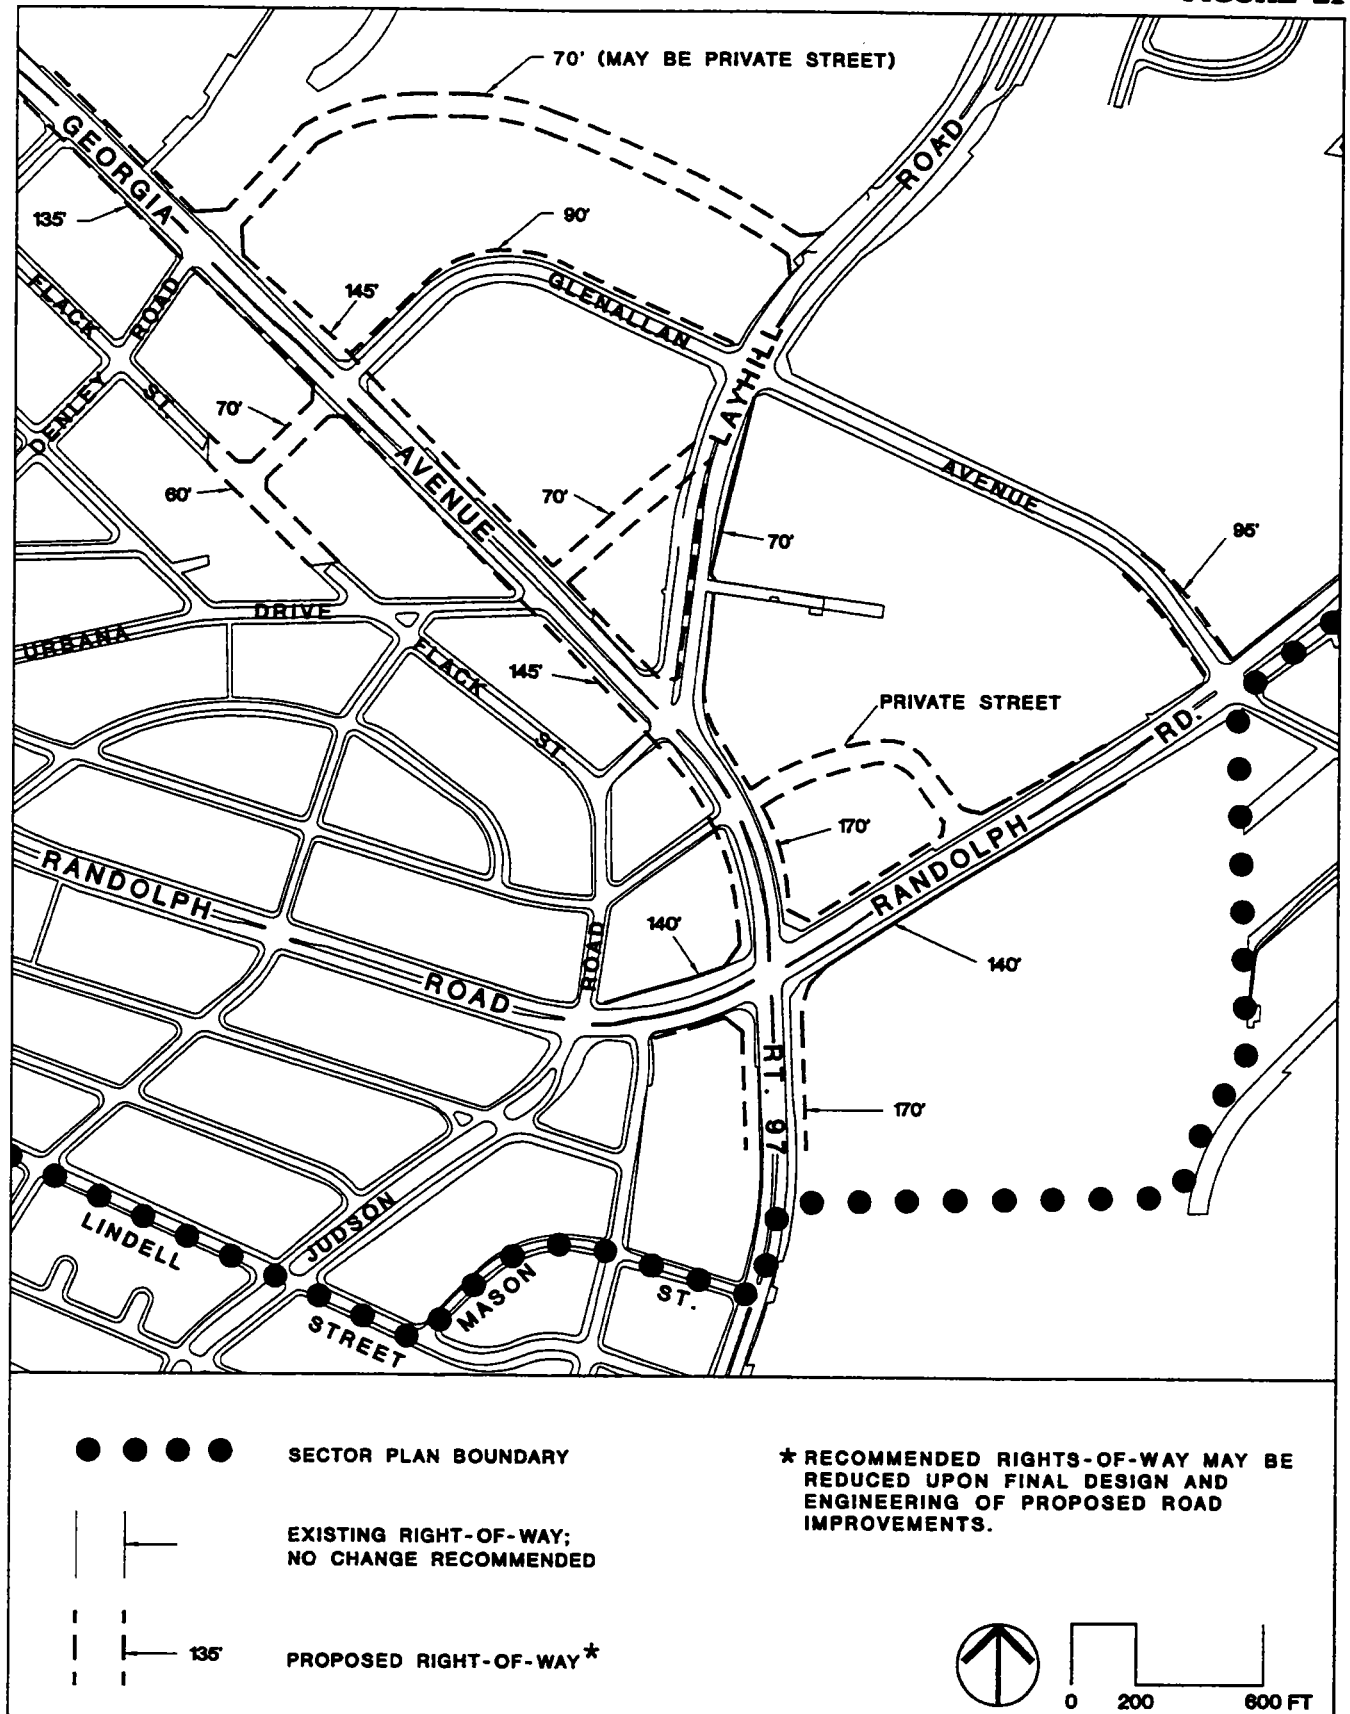 70' (MAY BE PRIVATE STREET)
GEORGIA
ROAD
135'
90'
FLACK
ROAD
145'
GLENALLAN
LAYHILL
DENLEY
ST.
70'
AVENUE
60'
70'
AVENUE
70'
95'
URBANA
DRIVE
FLACK
ST.
145'
PRIVATE STREET
RD.
170'
RANDOLPH
RANDOLPH
ROAD
ROAD
140'
140'
RT. 97
170'
LINDELL
JUDSON
STREET
MASON
ST.
SECTOR PLAN BOUNDARY
* RECOMMENDED RIGHTS-OF-WAY MAY BE
REDUCED UPON FINAL DESIGN AND
ENGINEERING OF PROPOSED ROAD
IMPROVEMENTS.
EXISTING RIGHT-OF-WAY;
NO CHANGE RECOMMENDED
135'
PROPOSED RIGHT-OF-WAY*
0 200 600 FT